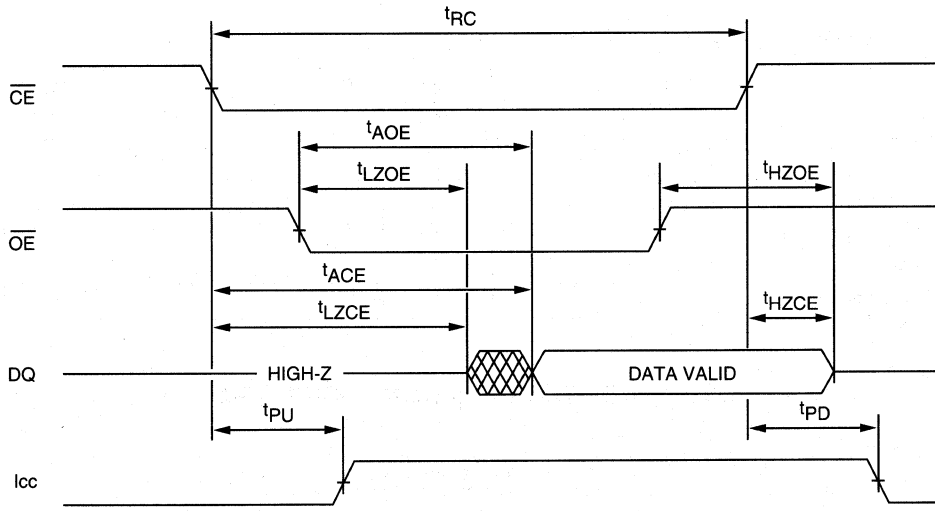 tRC
CE
tAOE
tLZOE
tHZOE
OE
tACE
tLZCE
tHZCE
DQ
HIGH-Z
DATA VALID
tPU
tPD
Icc